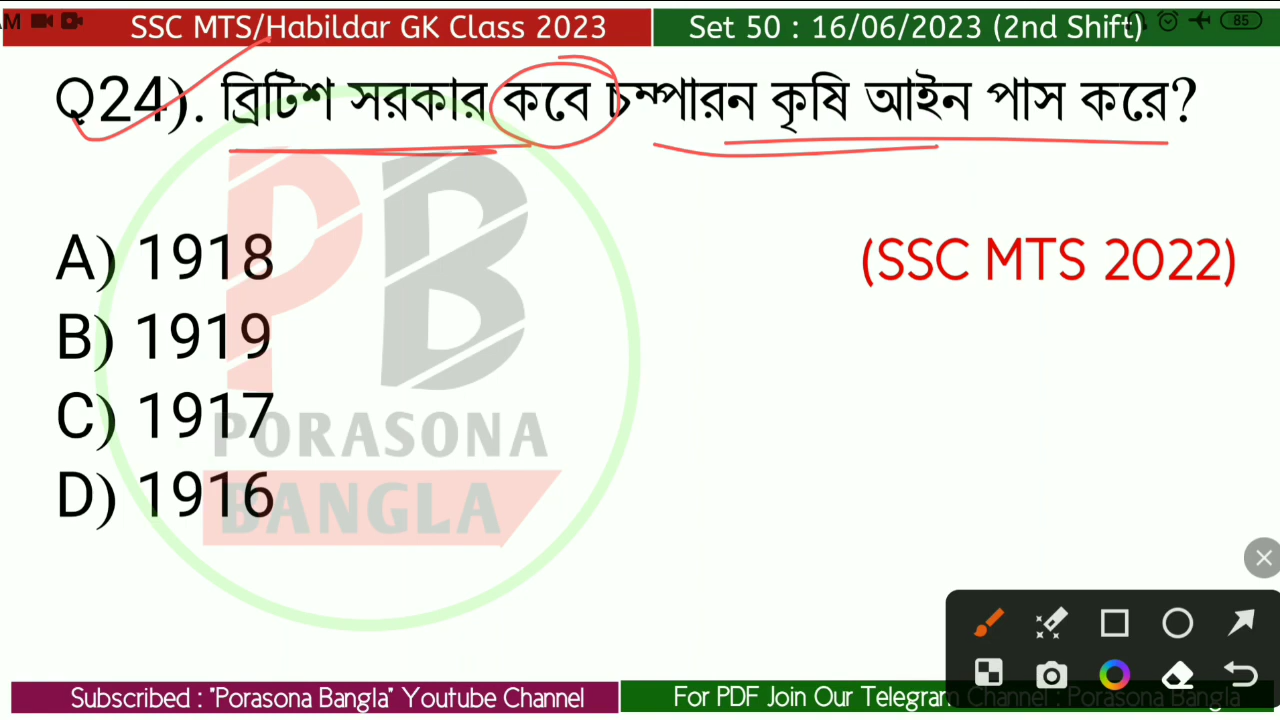 AM
85
SSC MTS/Habildar GK Class 2023
Set 50 : 16/06/2023 (2nd Shift)
Q24). ব্রিটিশ সরকার কবে চম্পারন কৃষি আইন পাস করে?
A) 1918
(SSC MTS 2022)
B) 1919
C) 1917
D) 1916
PB
PORASONA
BANGLA
Subscribed : "Porasona Bangla" Youtube Channel
For PDF Join Our Telegram Channel : Porasona Bangla